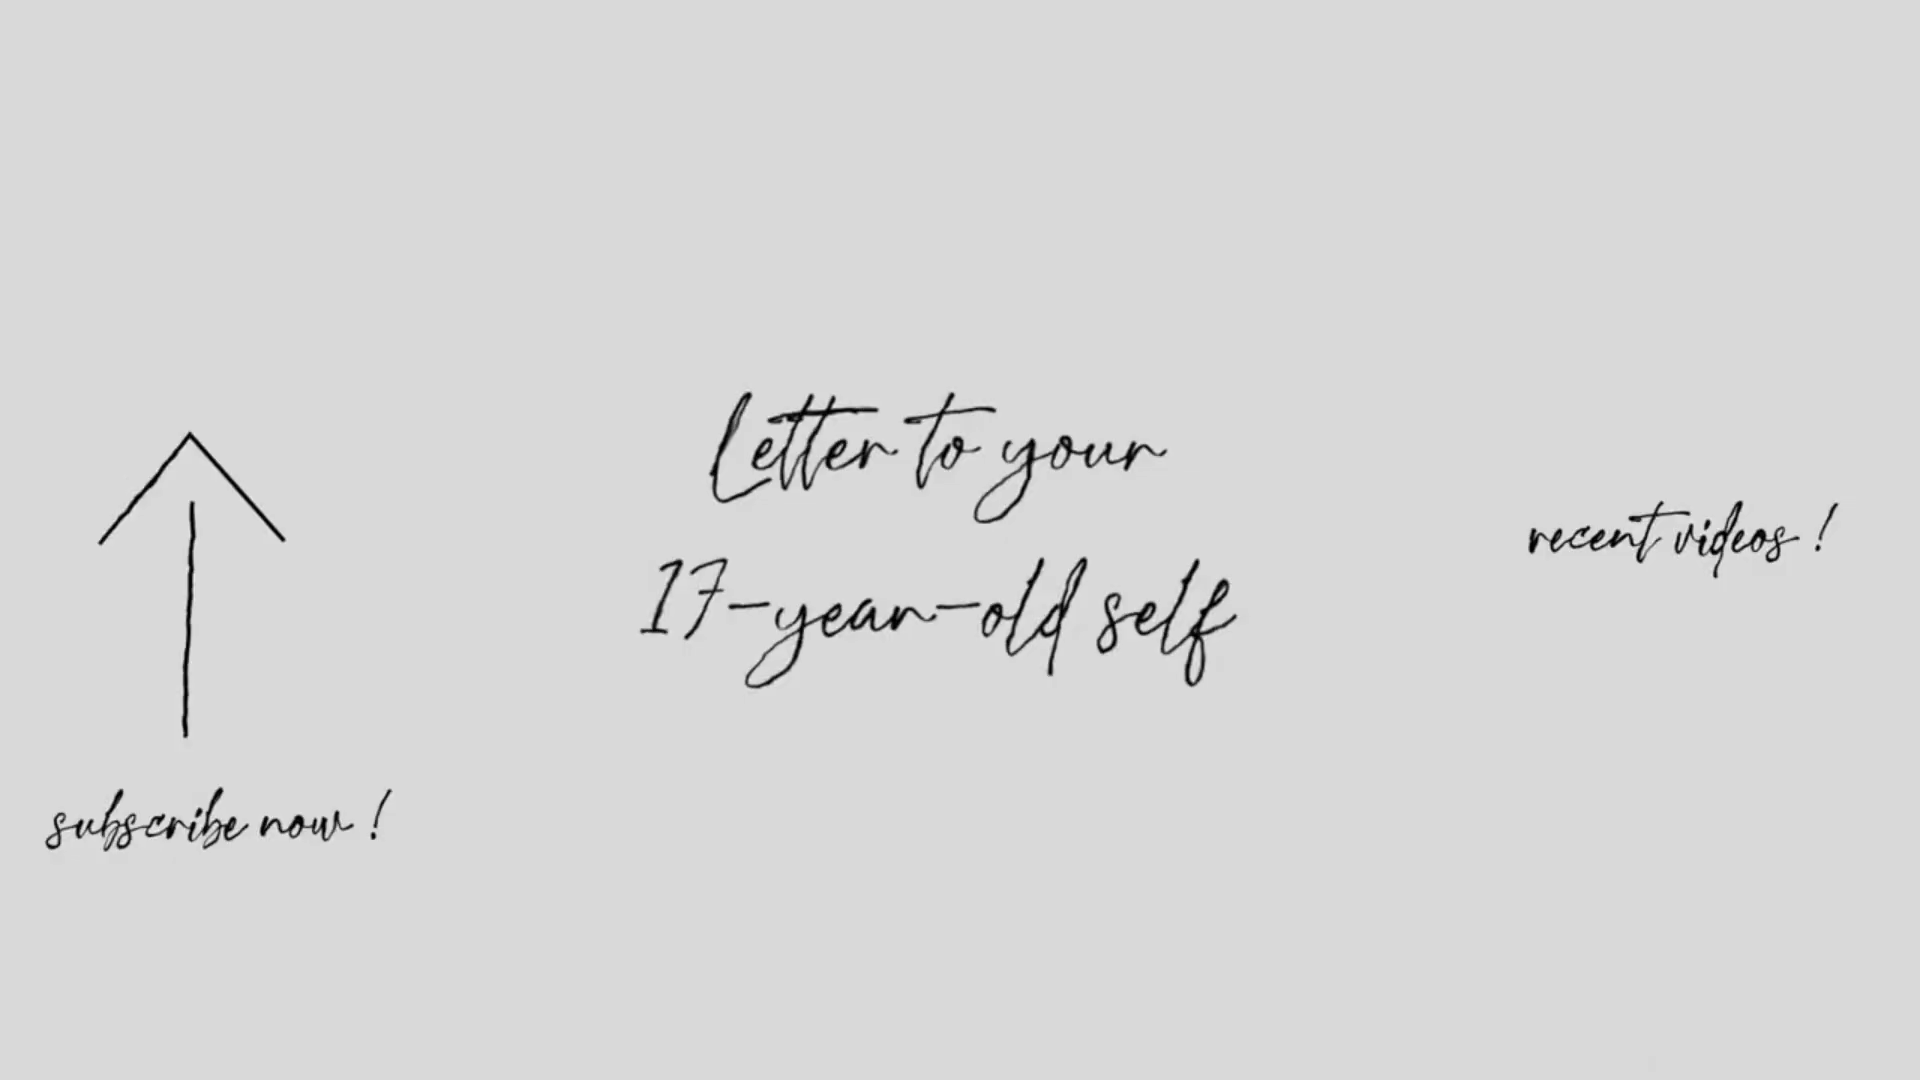 Letter to your
17-year-old self
recent videos !
subscribe now !